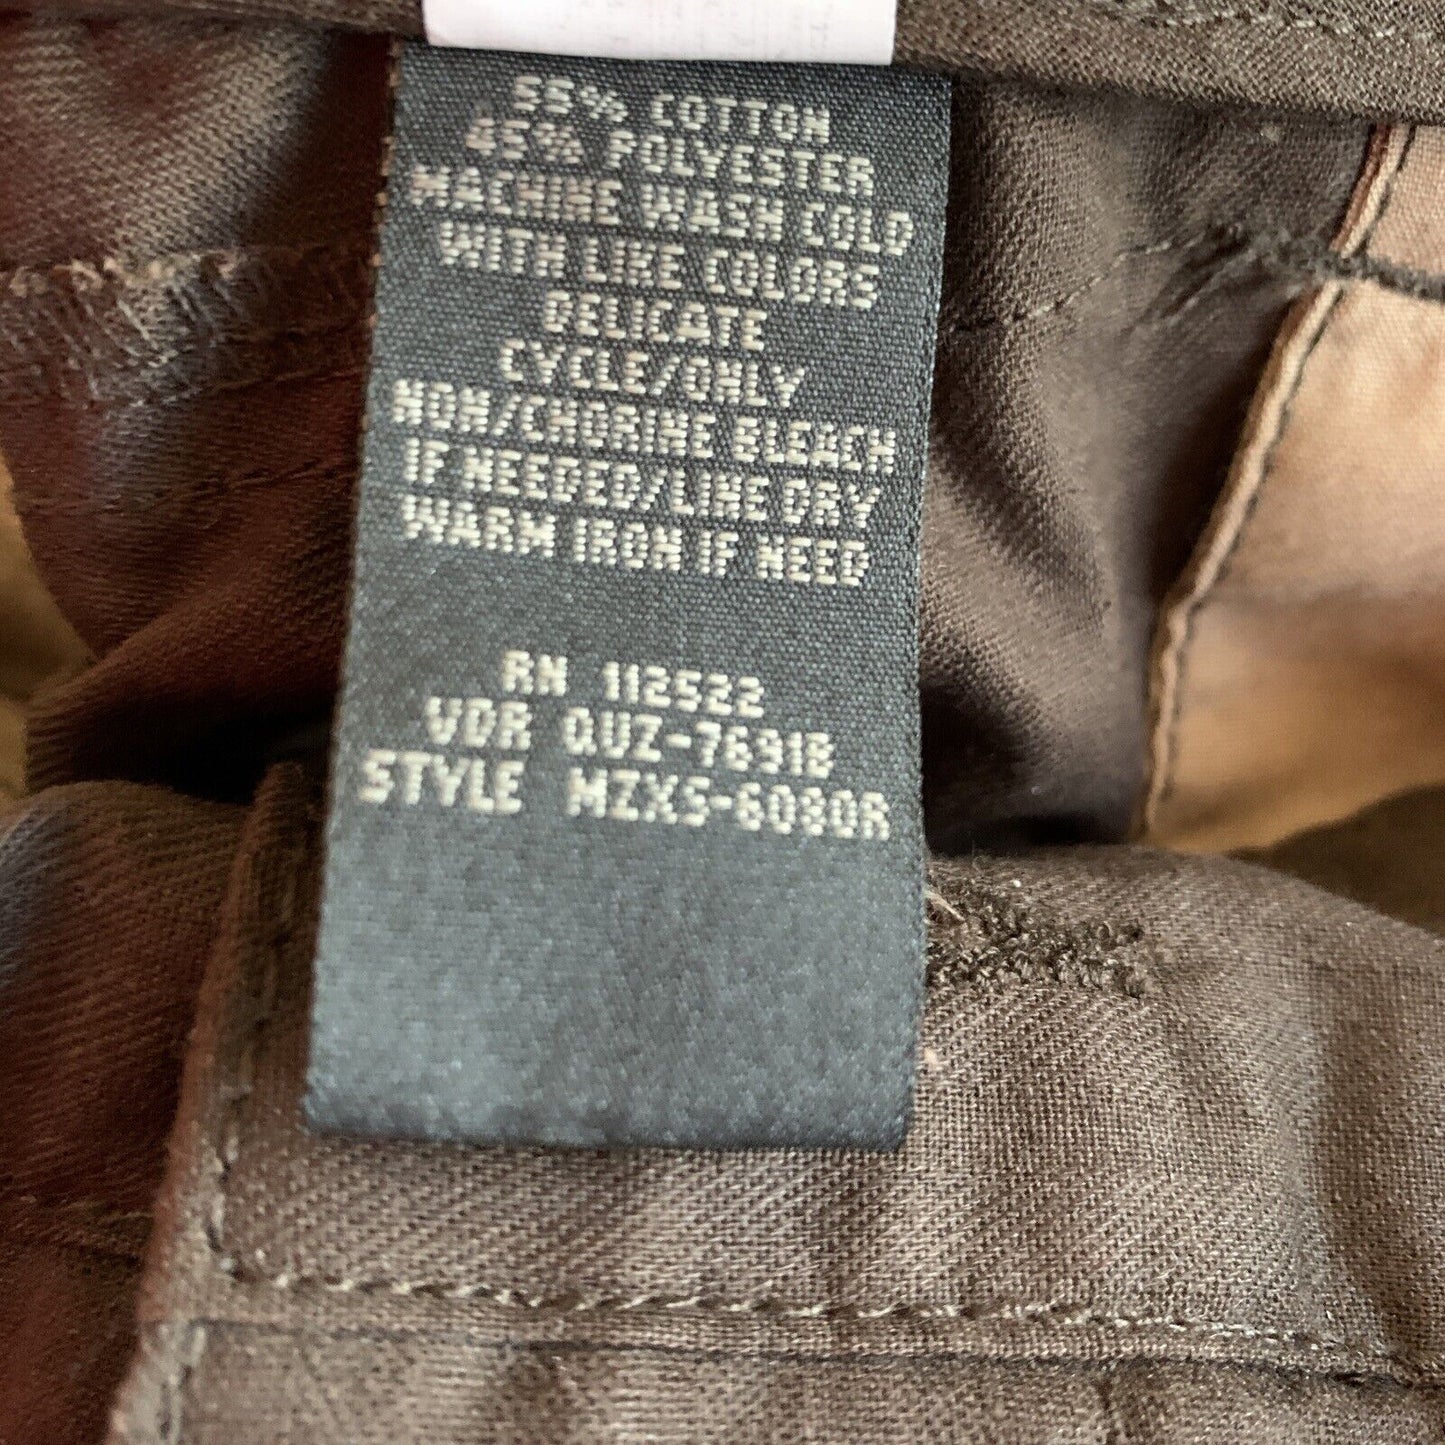 55% COTTON
45% POLYESTER
MACHINE WASH COLD
WITH LIKE COLORS
DELICATE
CYCLE/ONLY
NON/CHORINE BLEACH
IF NEEDED/LINE DRY
WARM IRON IF NEED
RN 112522
VDR QUZ-7691B
STYLE MZXS-6080R